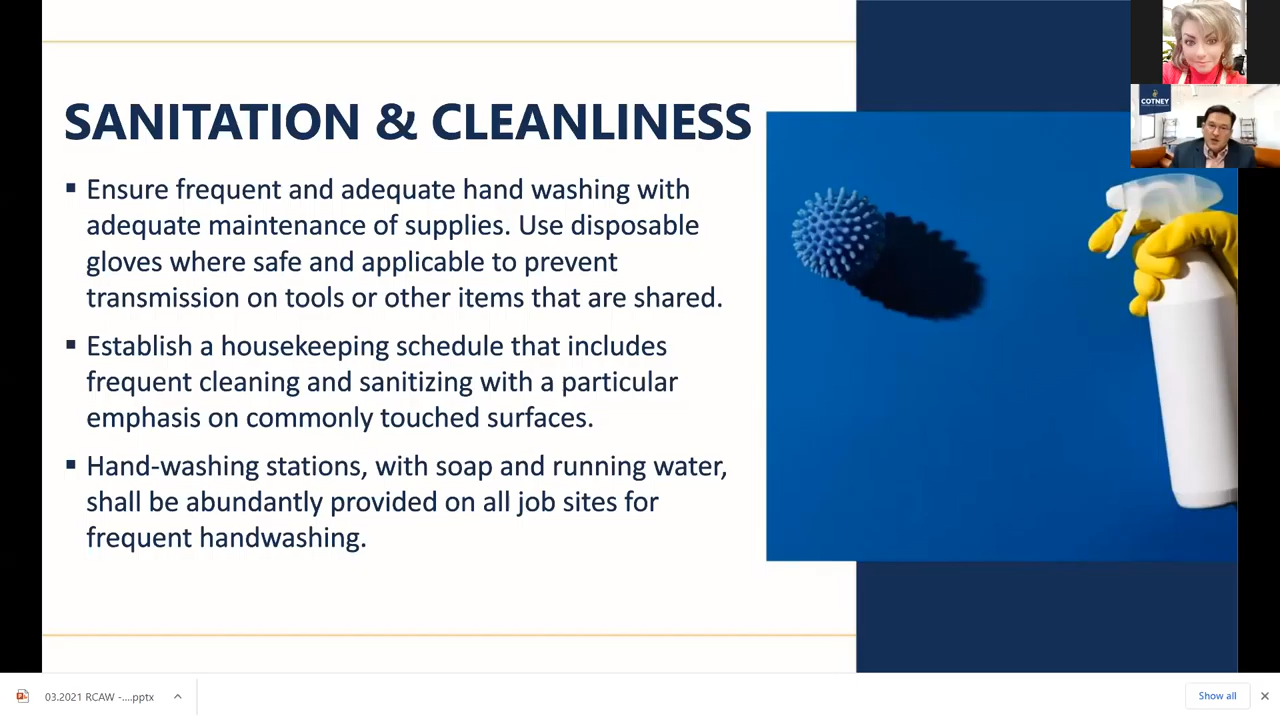 SANITATION & CLEANLINESS
▪ Ensure frequent and adequate hand washing with
adequate maintenance of supplies. Use disposable
gloves where safe and applicable to prevent
transmission on tools or other items that are shared.
▪ Establish a housekeeping schedule that includes
frequent cleaning and sanitizing with a particular
emphasis on commonly touched surfaces.
▪ Hand-washing stations, with soap and running water,
shall be abundantly provided on all job sites for
frequent handwashing.
COTNEY
03.2021 RCAW -....pptx
Show all